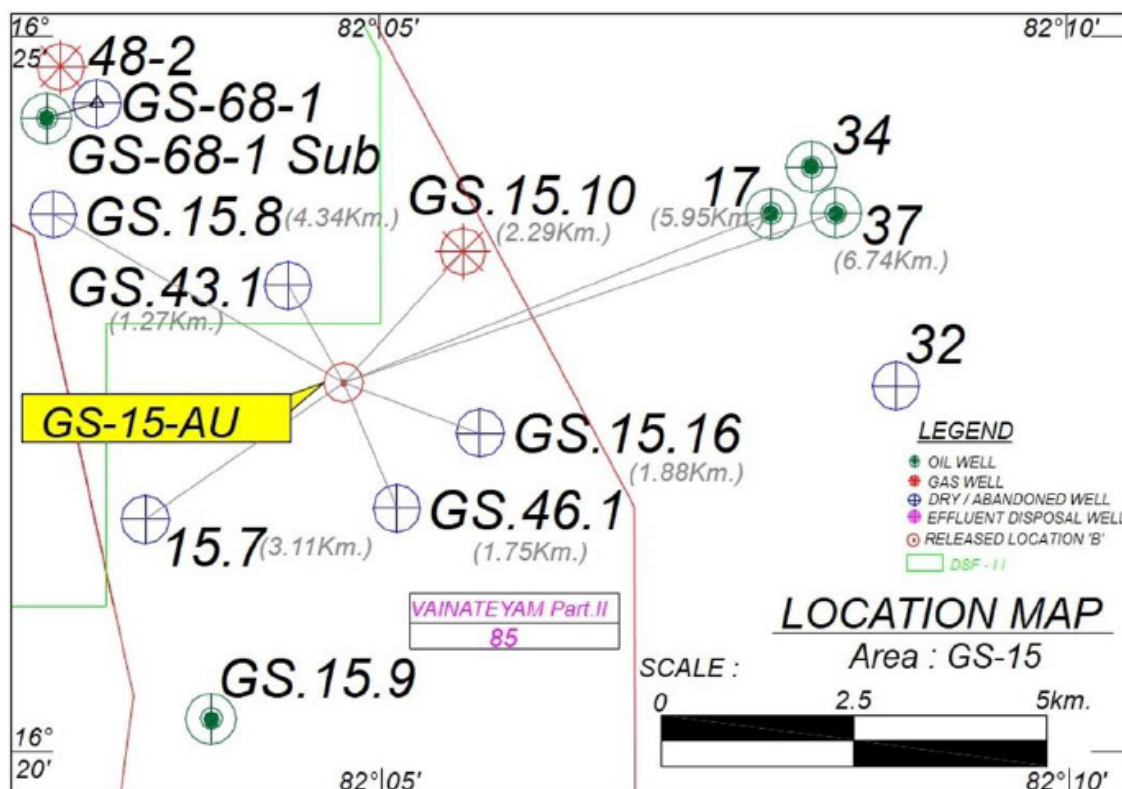 16°
25'
82° 05'
82° 10'
48-2
GS-68-1
GS-68-1 Sub
34
17
(5.95Km.)
GS.15.10
(2.29Km.)
GS.15.8 (4.34Km.)
37
(6.74Km.)
GS.43.1
(1.27Km.)
32
GS-15-AU
GS.15.16
(1.88Km.)
LEGEND
OIL WELL
GAS WELL
DRY / ABANDONED WELL
EFFLUENT DISPOSAL WELL
RELEASED LOCATION 'B'
DSF - II
GS.46.1
(1.75Km.)
15.7 (3.11Km.)
VAINATEYAM Part.II
85
LOCATION MAP
Area : GS-15
GS.15.9
SCALE :
0 2.5 5km.
16°
20'
82° 05'
82° 10'